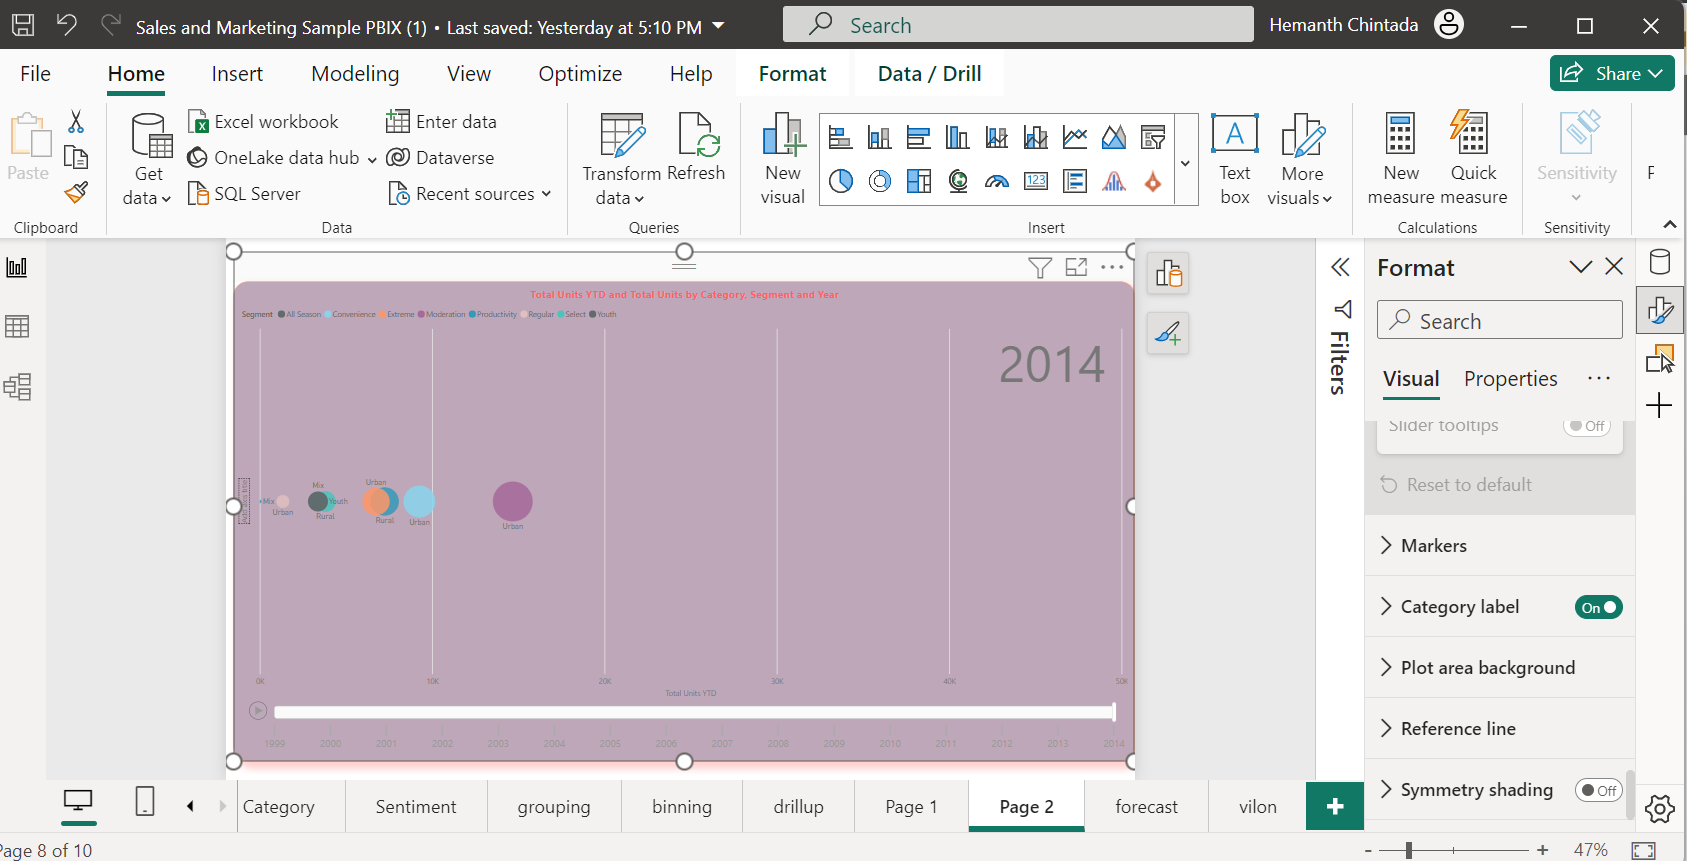 Sales and Marketing Sample PBIX (1) • Last saved: Yesterday at 5:10 PM
Search
Hemanth Chintada
File Home Insert Modeling View Optimize Help Format Data / Drill
Share
Paste
Clipboard
Get data
Excel workbook
OneLake data hub
SQL Server
Enter data
Dataverse
Recent sources
Data
Transform data
Refresh
Queries
New visual
123
A
Text box
More visuals
Insert
New measure
Quick measure
Calculations
Sensitivity
Sensitivity
F
Total Units YTD and Total Units by Category, Segment and Year
Segment All Season Convenience Extreme Moderation Productivity Regular Select Youth
2014
Mix
Urban
Mix
Youth
Rural
Urban
Rural
Urban
Urban
0K 10K 20K 30K 40K 50K
Total Units YTD
1999 2000 2001 2002 2003 2004 2005 2006 2007 2008 2009 2010 2011 2012 2013 2014
Filters
Format
Search
Visual Properties
Slider tooltips Off
Reset to default
Markers
Category label On
Plot area background
Reference line
Symmetry shading Off
Category Sentiment grouping binning drillup Page 1 Page 2 forecast vilon
Page 8 of 10
- + 47%